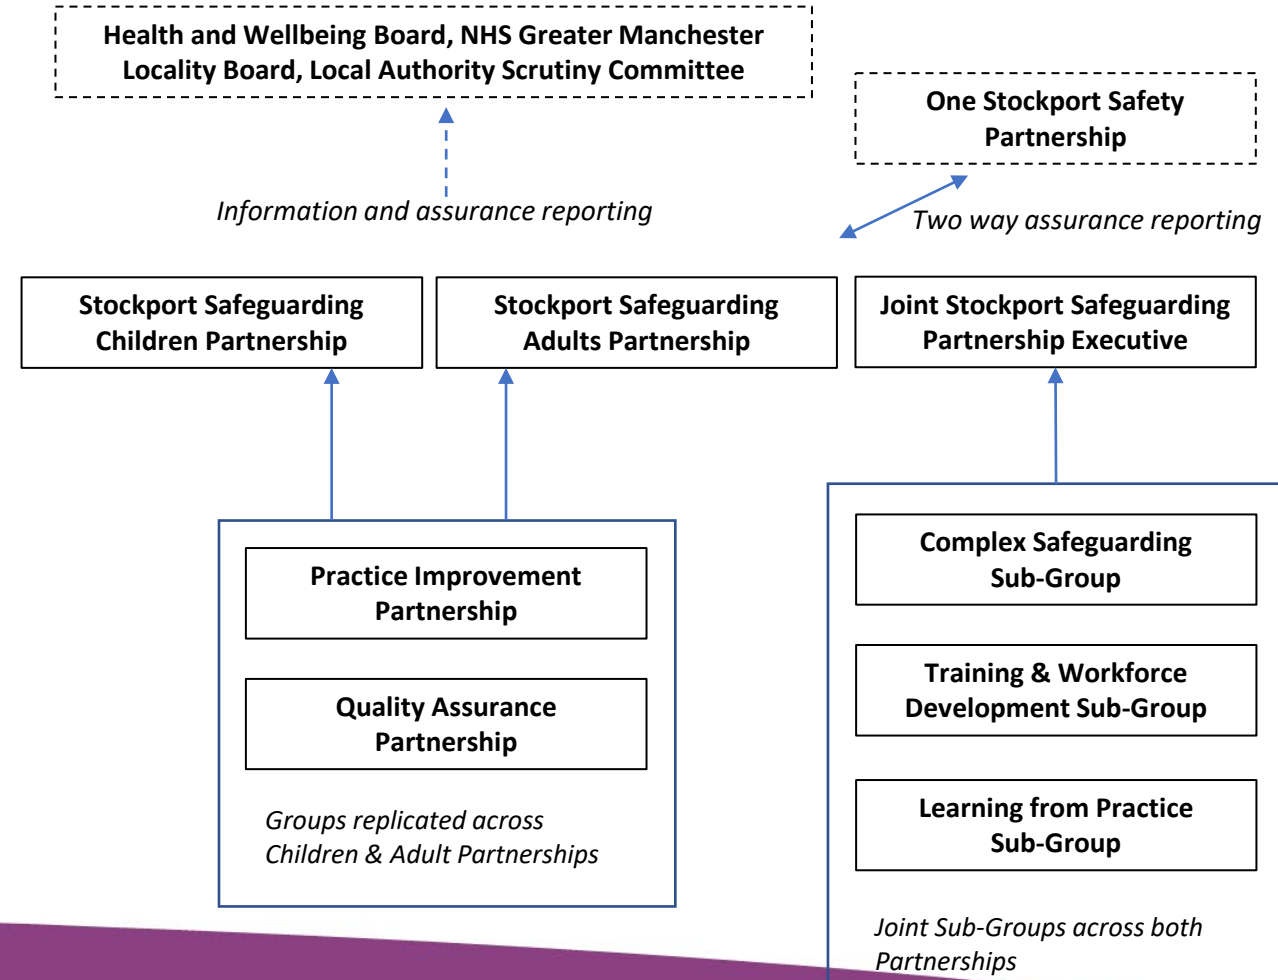 Health and Wellbeing Board, NHS Greater Manchester
Locality Board, Local Authority Scrutiny Committee
One Stockport Safety
Partnership
Information and assurance reporting
Two way assurance reporting
Stockport Safeguarding
Children Partnership
Stockport Safeguarding
Adults Partnership
Joint Stockport Safeguarding
Partnership Executive
Practice Improvement
Partnership
Quality Assurance
Partnership
Groups replicated across
Children & Adult Partnerships
Complex Safeguarding
Sub-Group
Training & Workforce
Development Sub-Group
Learning from Practice
Sub-Group
Joint Sub-Groups across both
Partnerships